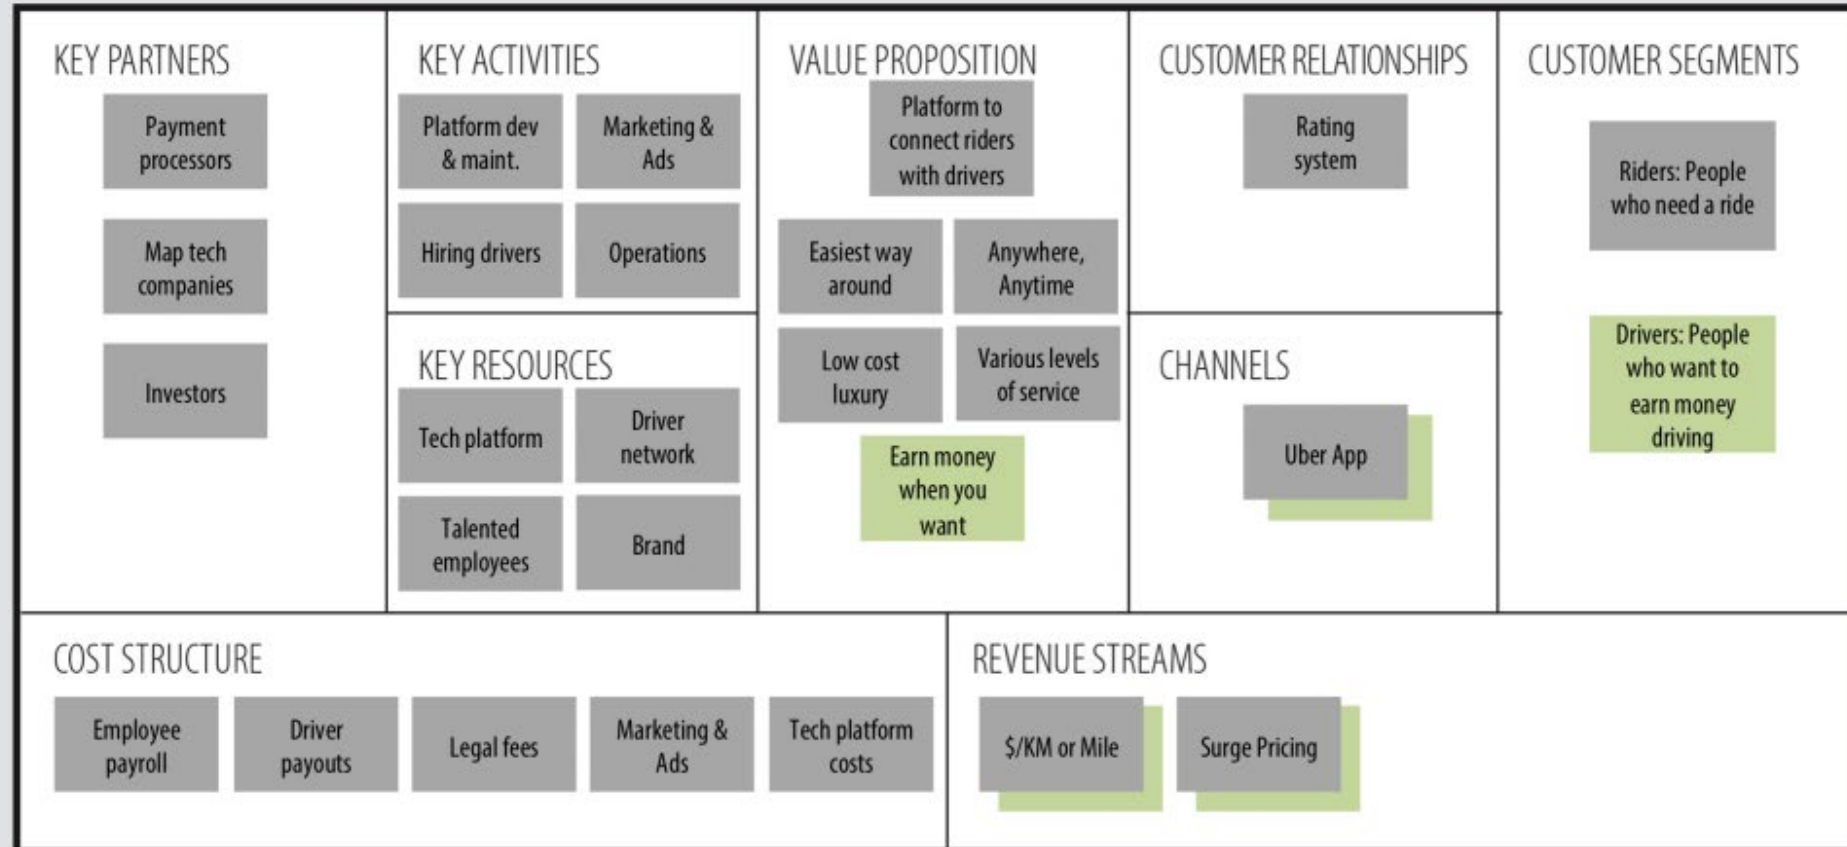 KEY PARTNERS
Payment
processors
Map tech
companies
Investors
KEY ACTIVITIES
Platform dev
& maint.
Marketing &
Ads
Hiring drivers
Operations
KEY RESOURCES
Tech platform
Driver
network
Talented
employees
Brand
VALUE PROPOSITION
Platform to
connect riders
with drivers
Easiest way
around
Anywhere,
Anytime
Low cost
luxury
Various levels
of service
Earn money
when you
want
CUSTOMER RELATIONSHIPS
Rating
system
CHANNELS
Uber App
CUSTOMER SEGMENTS
Riders: People
who need a ride
Drivers: People
who want to
earn money
driving
COST STRUCTURE
Employee
payroll
Driver
payouts
Legal fees
Marketing &
Ads
Tech platform
costs
REVENUE STREAMS
$/KM or Mile
Surge Pricing